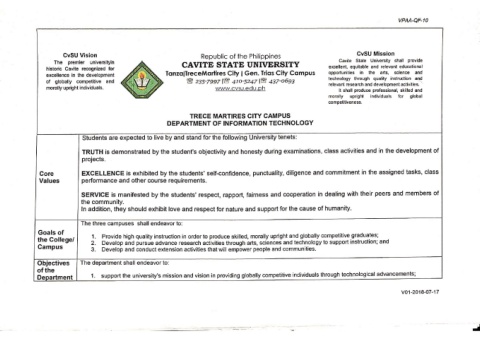 VPAA-QF-10
CvSU Vision
The premier university in
historic Cavite recognized for
excellence in the development
of globally competitive and
morally upright individuals.
Republic of the Philippines
CAVITE STATE UNIVERSITY
Tanza|TreceMartires City | Gen. Trias City Campus
☏ 235-7997 ☏ 410-5247 ☏ 437-0693
www.cvsu.edu.ph
CvSU Mission
Cavite State University shall provide
excellent, equitable and relevant educational
opportunities in the arts, science and
technology through quality instruction and
relevant research and development activities.
It shall produce professional, skilled and
morally upright individuals for global
competitiveness.
TRECE MARTIRES CITY CAMPUS
DEPARTMENT OF INFORMATION TECHNOLOGY
Core
Values
Students are expected to live by and stand for the following University tenets:
TRUTH is demonstrated by the student's objectivity and honesty during examinations, class activities and in the development of
projects.
EXCELLENCE is exhibited by the students' self-confidence, punctuality, diligence and commitment in the assigned tasks, class
performance and other course requirements.
SERVICE is manifested by the students' respect, rapport, fairness and cooperation in dealing with their peers and members of
the community.
In addition, they should exhibit love and respect for nature and support for the cause of humanity.
Goals of
the College/
Campus
The three campuses shall endeavor to:
1. Provide high quality instruction in order to produce skilled, morally upright and globally competitive graduates;
2. Develop and pursue advance research activities through arts, sciences and technology to support instruction; and
3. Develop and conduct extension activities that will empower people and communities.
Objectives
of the
Department
The department shall endeavor to:
1. support the university's mission and vision in providing globally competitive individuals through technological advancements;
V01-2018-07-17